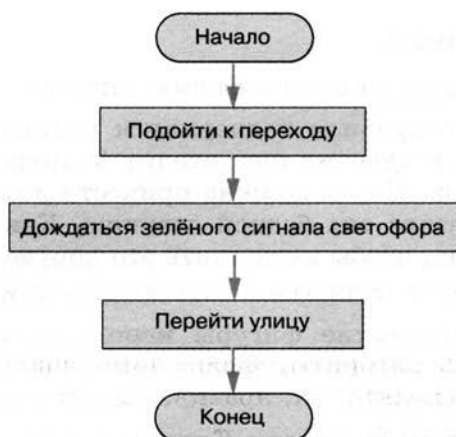 Начало
Подойти к переходу
Дождаться зелёного сигнала светофора
Перейти улицу
Конец